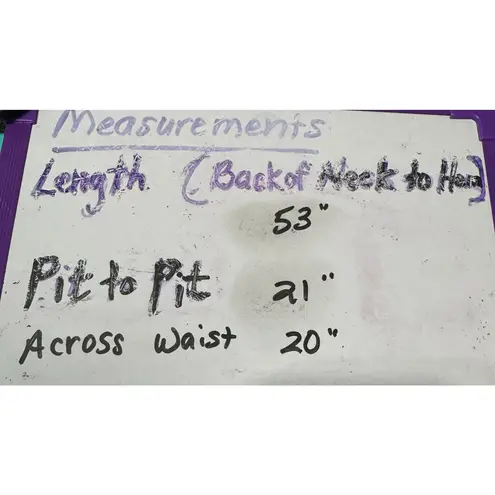 Measurements
Length (Back of Neck to Hem)
53"
Pit to Pit 21"
Across Waist 20"